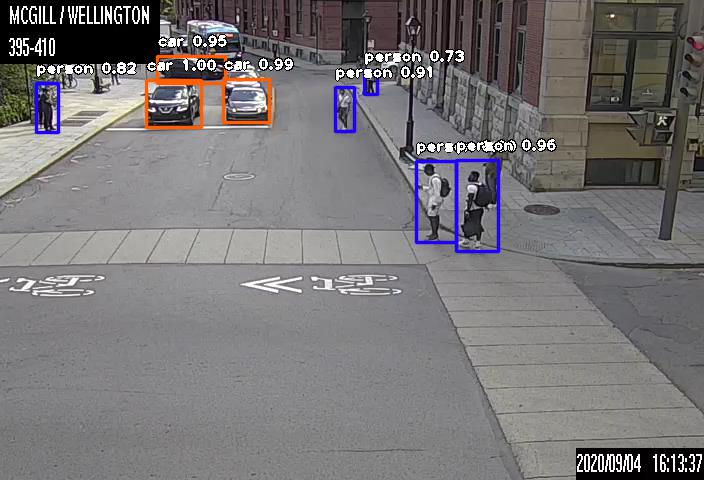 MCGILL / WELLINGTON
395-410
car 0.95
person 0.82
car 1.00
car 0.99
person 0.73
person 0.91
person 0.96
2020/09/04 16:13:37